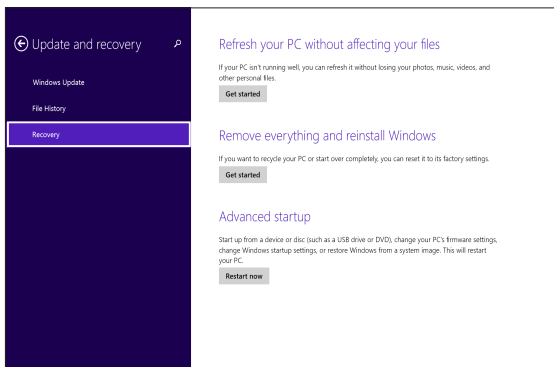 Update and recovery
Windows Update
File History
Recovery
Refresh your PC without affecting your files
If your PC isn't running well, you can refresh it without losing your photos, music, videos, and
other personal files.
Get started
Remove everything and reinstall Windows
If you want to recycle your PC or start over completely, you can reset it to its factory settings.
Get started
Advanced startup
Start up from a device or disc (such as a USB drive or DVD), change your PC's firmware settings,
change Windows startup settings, or restore Windows from a system image. This will restart
your PC.
Restart now